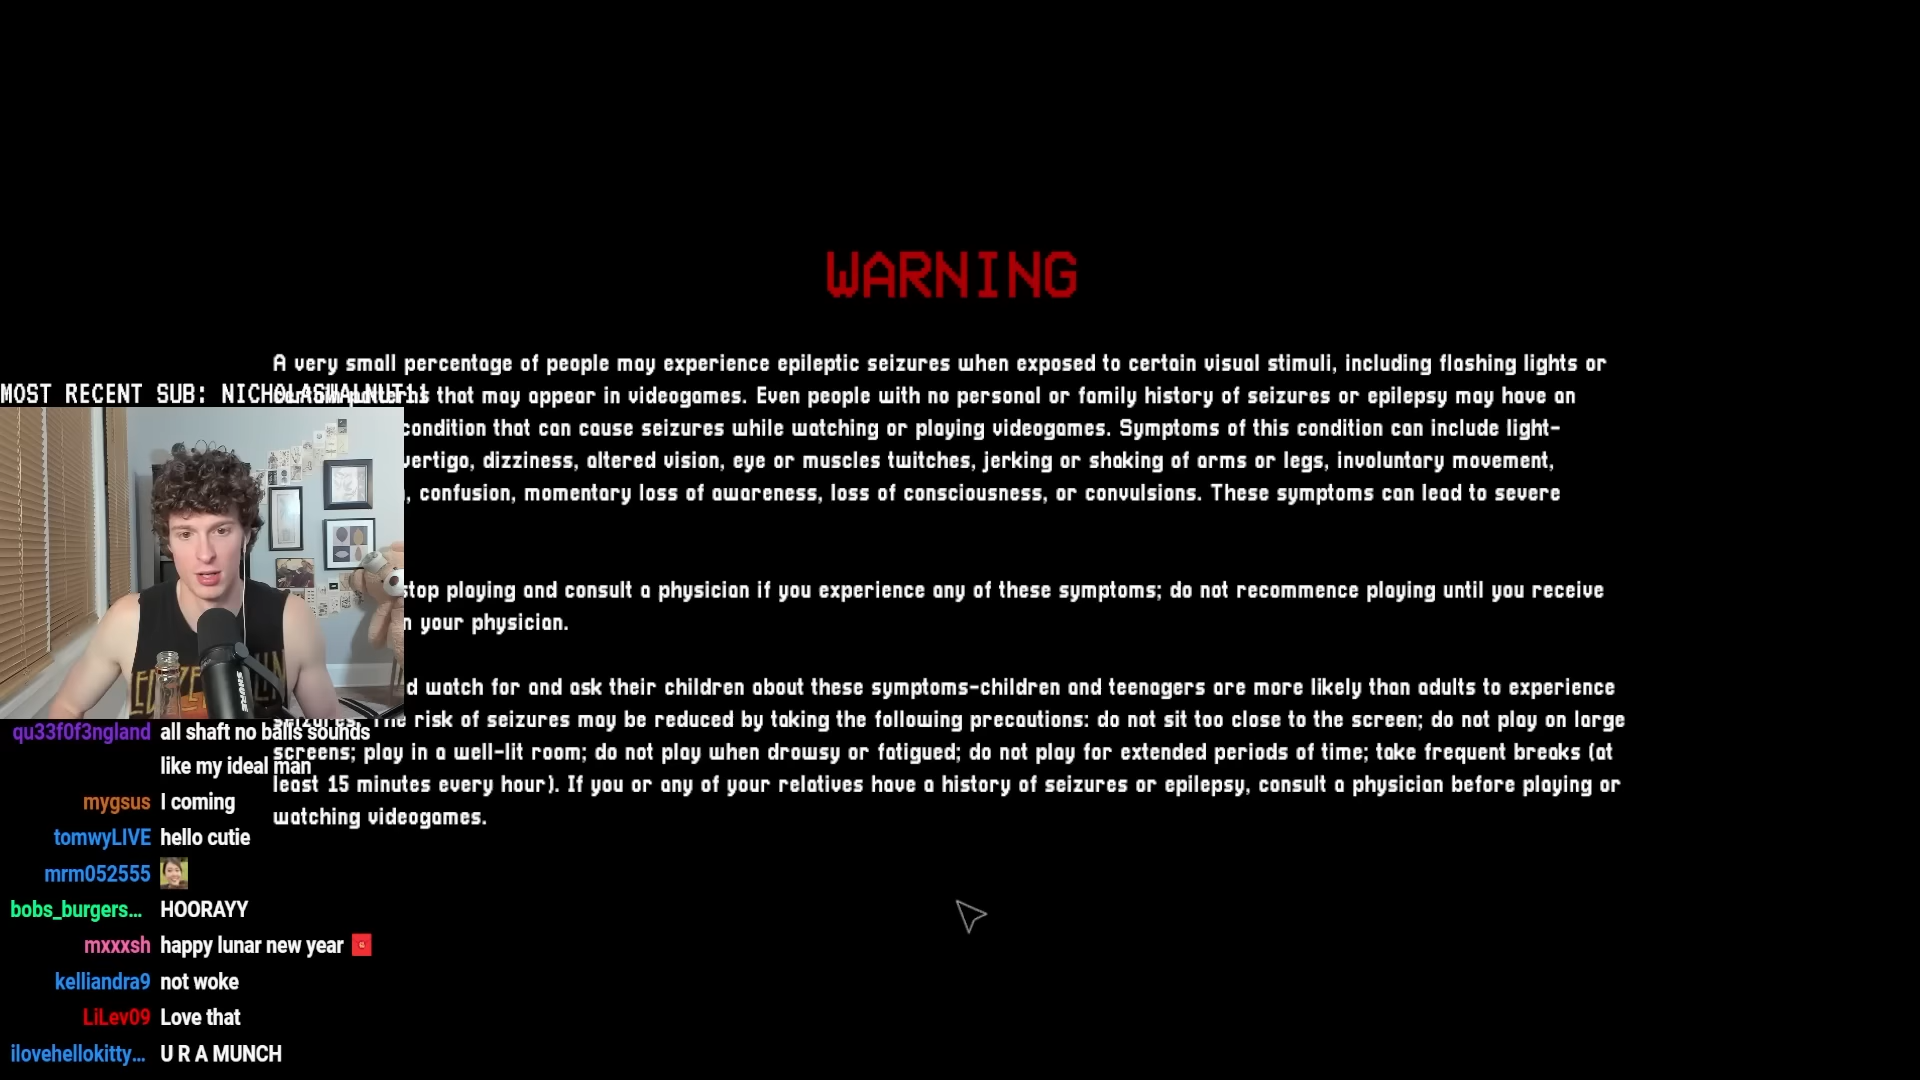 WARNING
A very small percentage of people may experience epileptic seizures when exposed to certain visual stimuli, including flashing lights or
MOST RECENT SUB: NICHOLASWALNUT11
certain patterns that may appear in videogames. Even people with no personal or family history of seizures or epilepsy may have an
condition that can cause seizures while watching or playing videogames. Symptoms of this condition can include light-
vertigo, dizziness, altered vision, eye or muscles twitches, jerking or shaking of arms or legs, involuntary movement,
, confusion, momentary loss of awareness, loss of consciousness, or convulsions. These symptoms can lead to severe
stop playing and consult a physician if you experience any of these symptoms; do not recommence playing until you receive
your physician.
watch for and ask their children about these symptoms-children and teenagers are more likely than adults to experience
seizures. The risk of seizures may be reduced by taking the following precautions: do not sit too close to the screen; do not play on large
screens; play in a well-lit room; do not play when drowsy or fatigued; do not play for extended periods of time; take frequent breaks (at
least 15 minutes every hour). If you or any of your relatives have a history of seizures or epilepsy, consult a physician before playing or
watching videogames.
SHURE
qu33f0f3ngland all shaft no balls sounds
like my ideal man
mygsus I coming
tomwyLIVE hello cutie
mrm052555
bobs_burgers... HOORAYY
mxxxsh happy lunar new year
kelliandra9 not woke
LiLev09 Love that
ilovehellokitty... U R A MUNCH